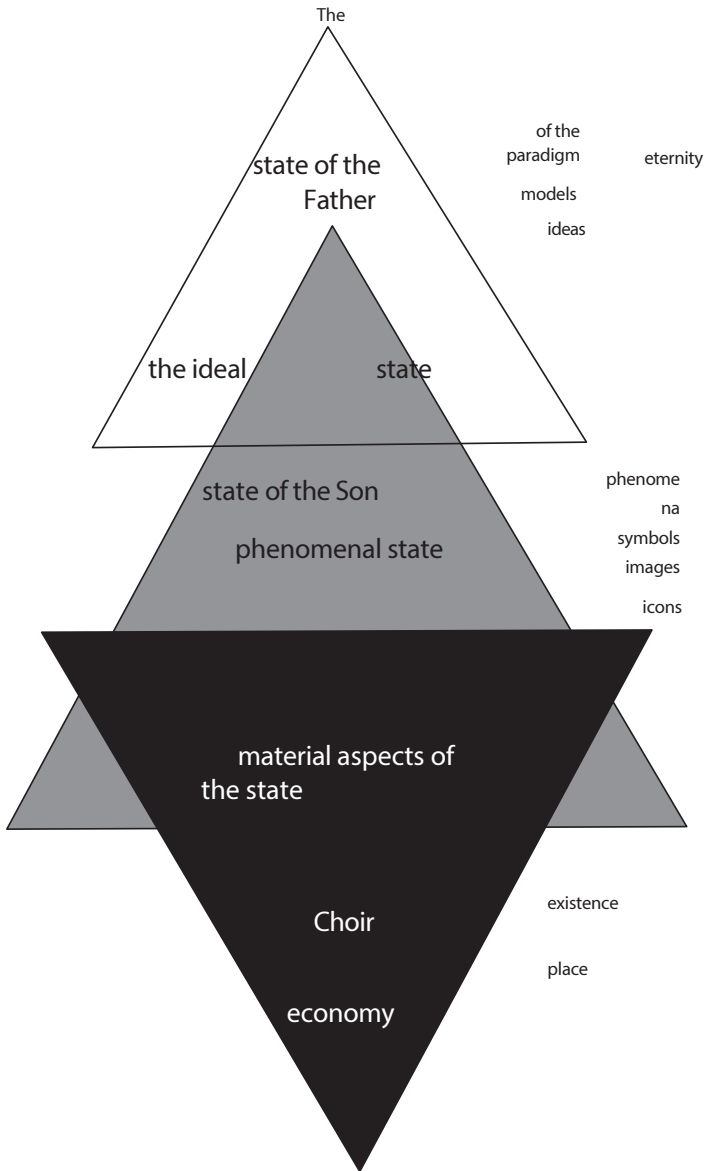 The
of the
paradigm
eternity
state of the
Father
models
ideas
the ideal
state
phenome
na
state of the Son
symbols
phenomenal state
images
icons
material aspects of
the state
existence
Choir
place
economy